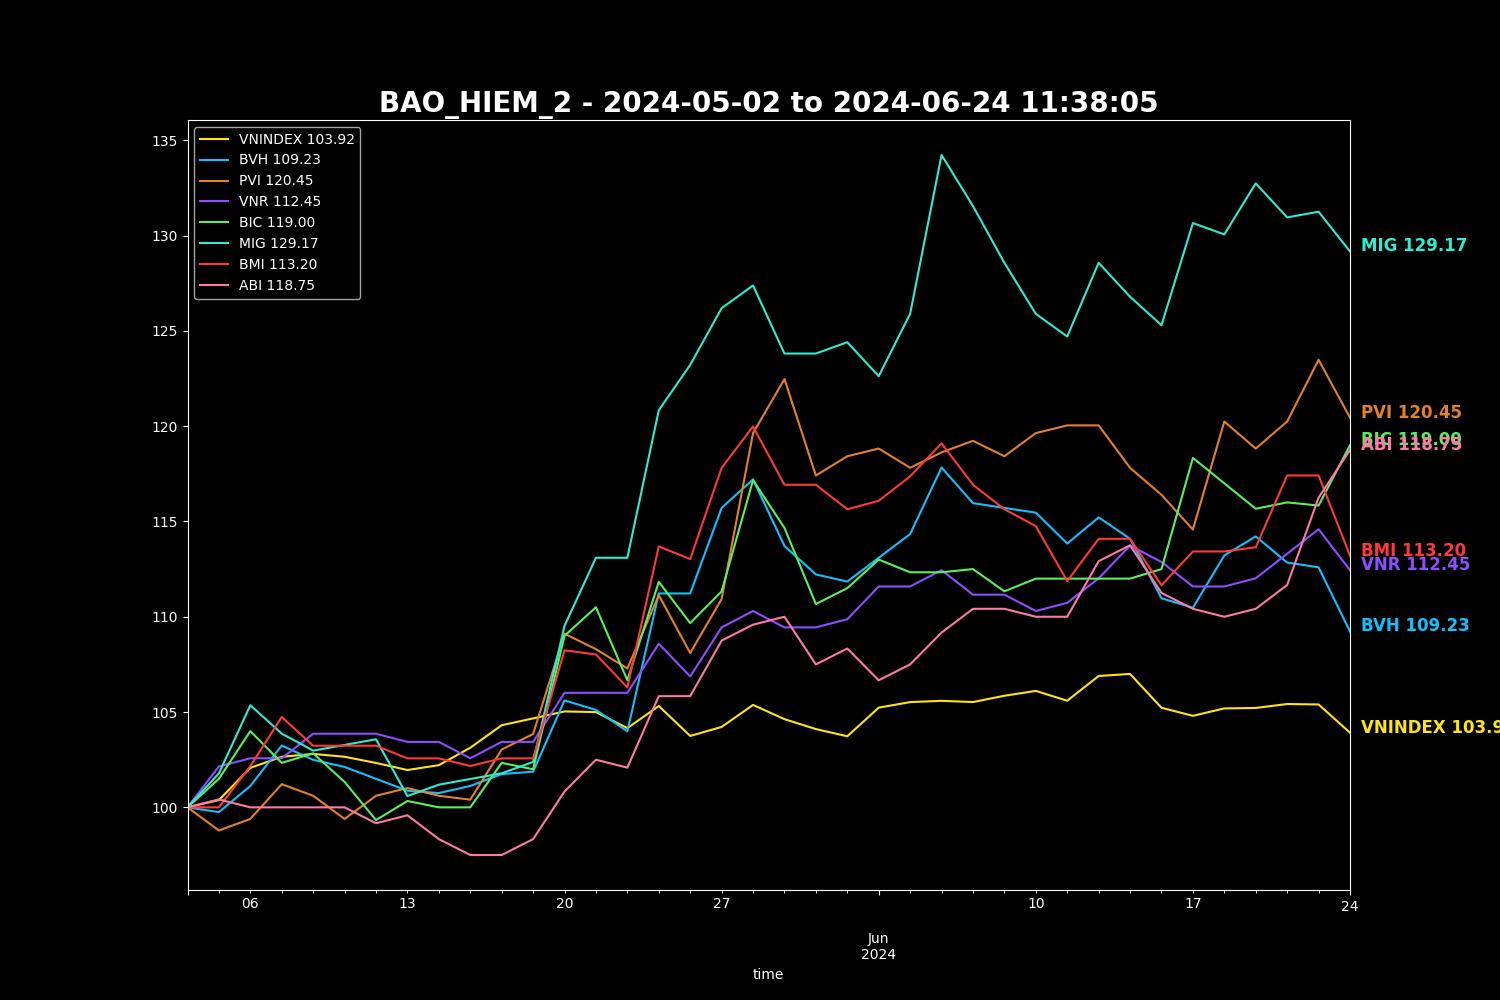 BAO_HIEM_2 - 2024-05-02 to 2024-06-24 11:38:05
VNINDEX 103.92
BVH 109.23
PVI 120.45
VNR 112.45
BIC 119.00
MIG 129.17
BMI 113.20
ABI 118.75
135
130
125
120
115
110
105
100
MIG 129.17
PVI 120.45
BIC 119.00
ABI 118.75
BMI 113.20
VNR 112.45
BVH 109.23
VNINDEX 103.9
06
13
20
27
10
17
24
Jun
2024
time